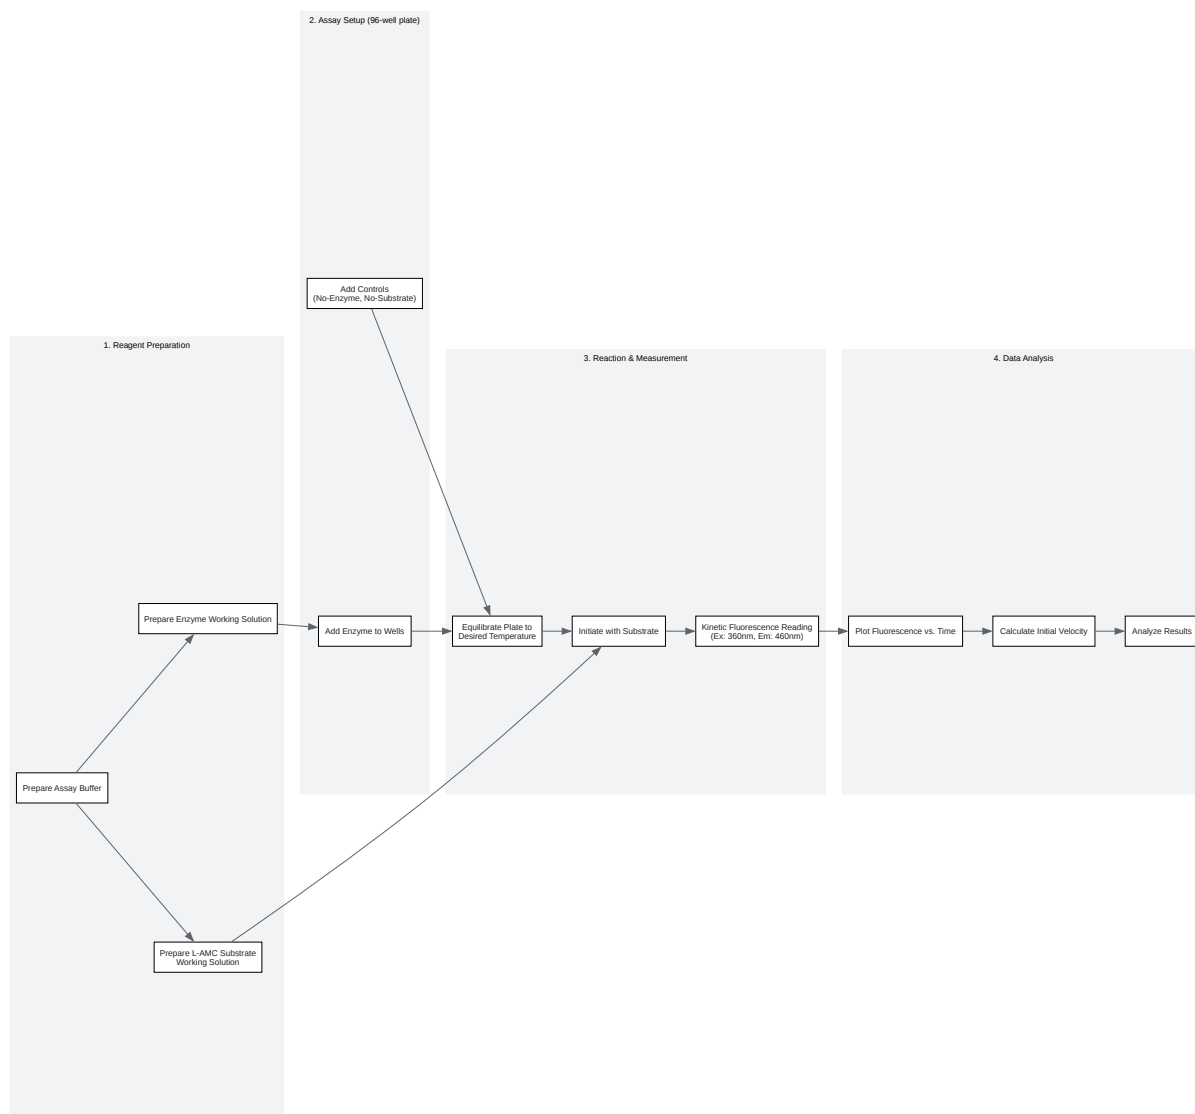 2. Assay Setup (96-well plate)
Add Controls
(No-Enzyme, No-Substrate)
1. Reagent Preparation
3. Reaction & Measurement
4. Data Analysis
Prepare Enzyme Working Solution
Add Enzyme to Wells
Equilibrate Plate to
Desired Temperature
Initiate with Substrate
Kinetic Fluorescence Reading
(Ex: 360nm, Em: 460nm)
Plot Fluorescence vs. Time
Calculate Initial Velocity
Analyze Results
Prepare Assay Buffer
Prepare L-AMC Substrate
Working Solution